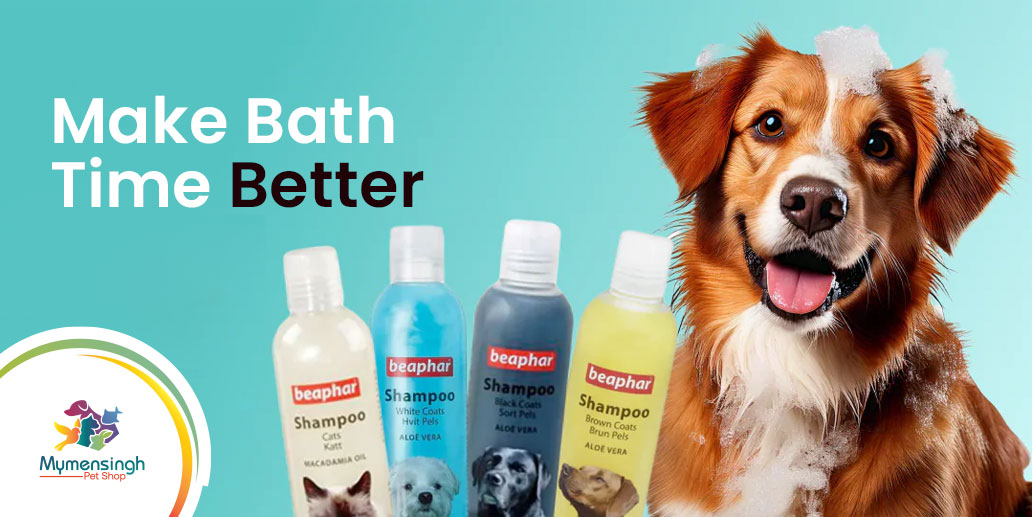 Make Bath
Time Better
beaphar
Shampoo
Cats
Katt
MACADAMIA OIL
beaphar
Shampoo
White Coats
Hvit Pels
ALOE VERA
beaphar
Shampoo
Black Coats
Sort Pels
ALOE VERA
beaphar
Shampoo
Brown Coats
Brun Pels
ALOE VERA
Mymensingh
Pet Shop